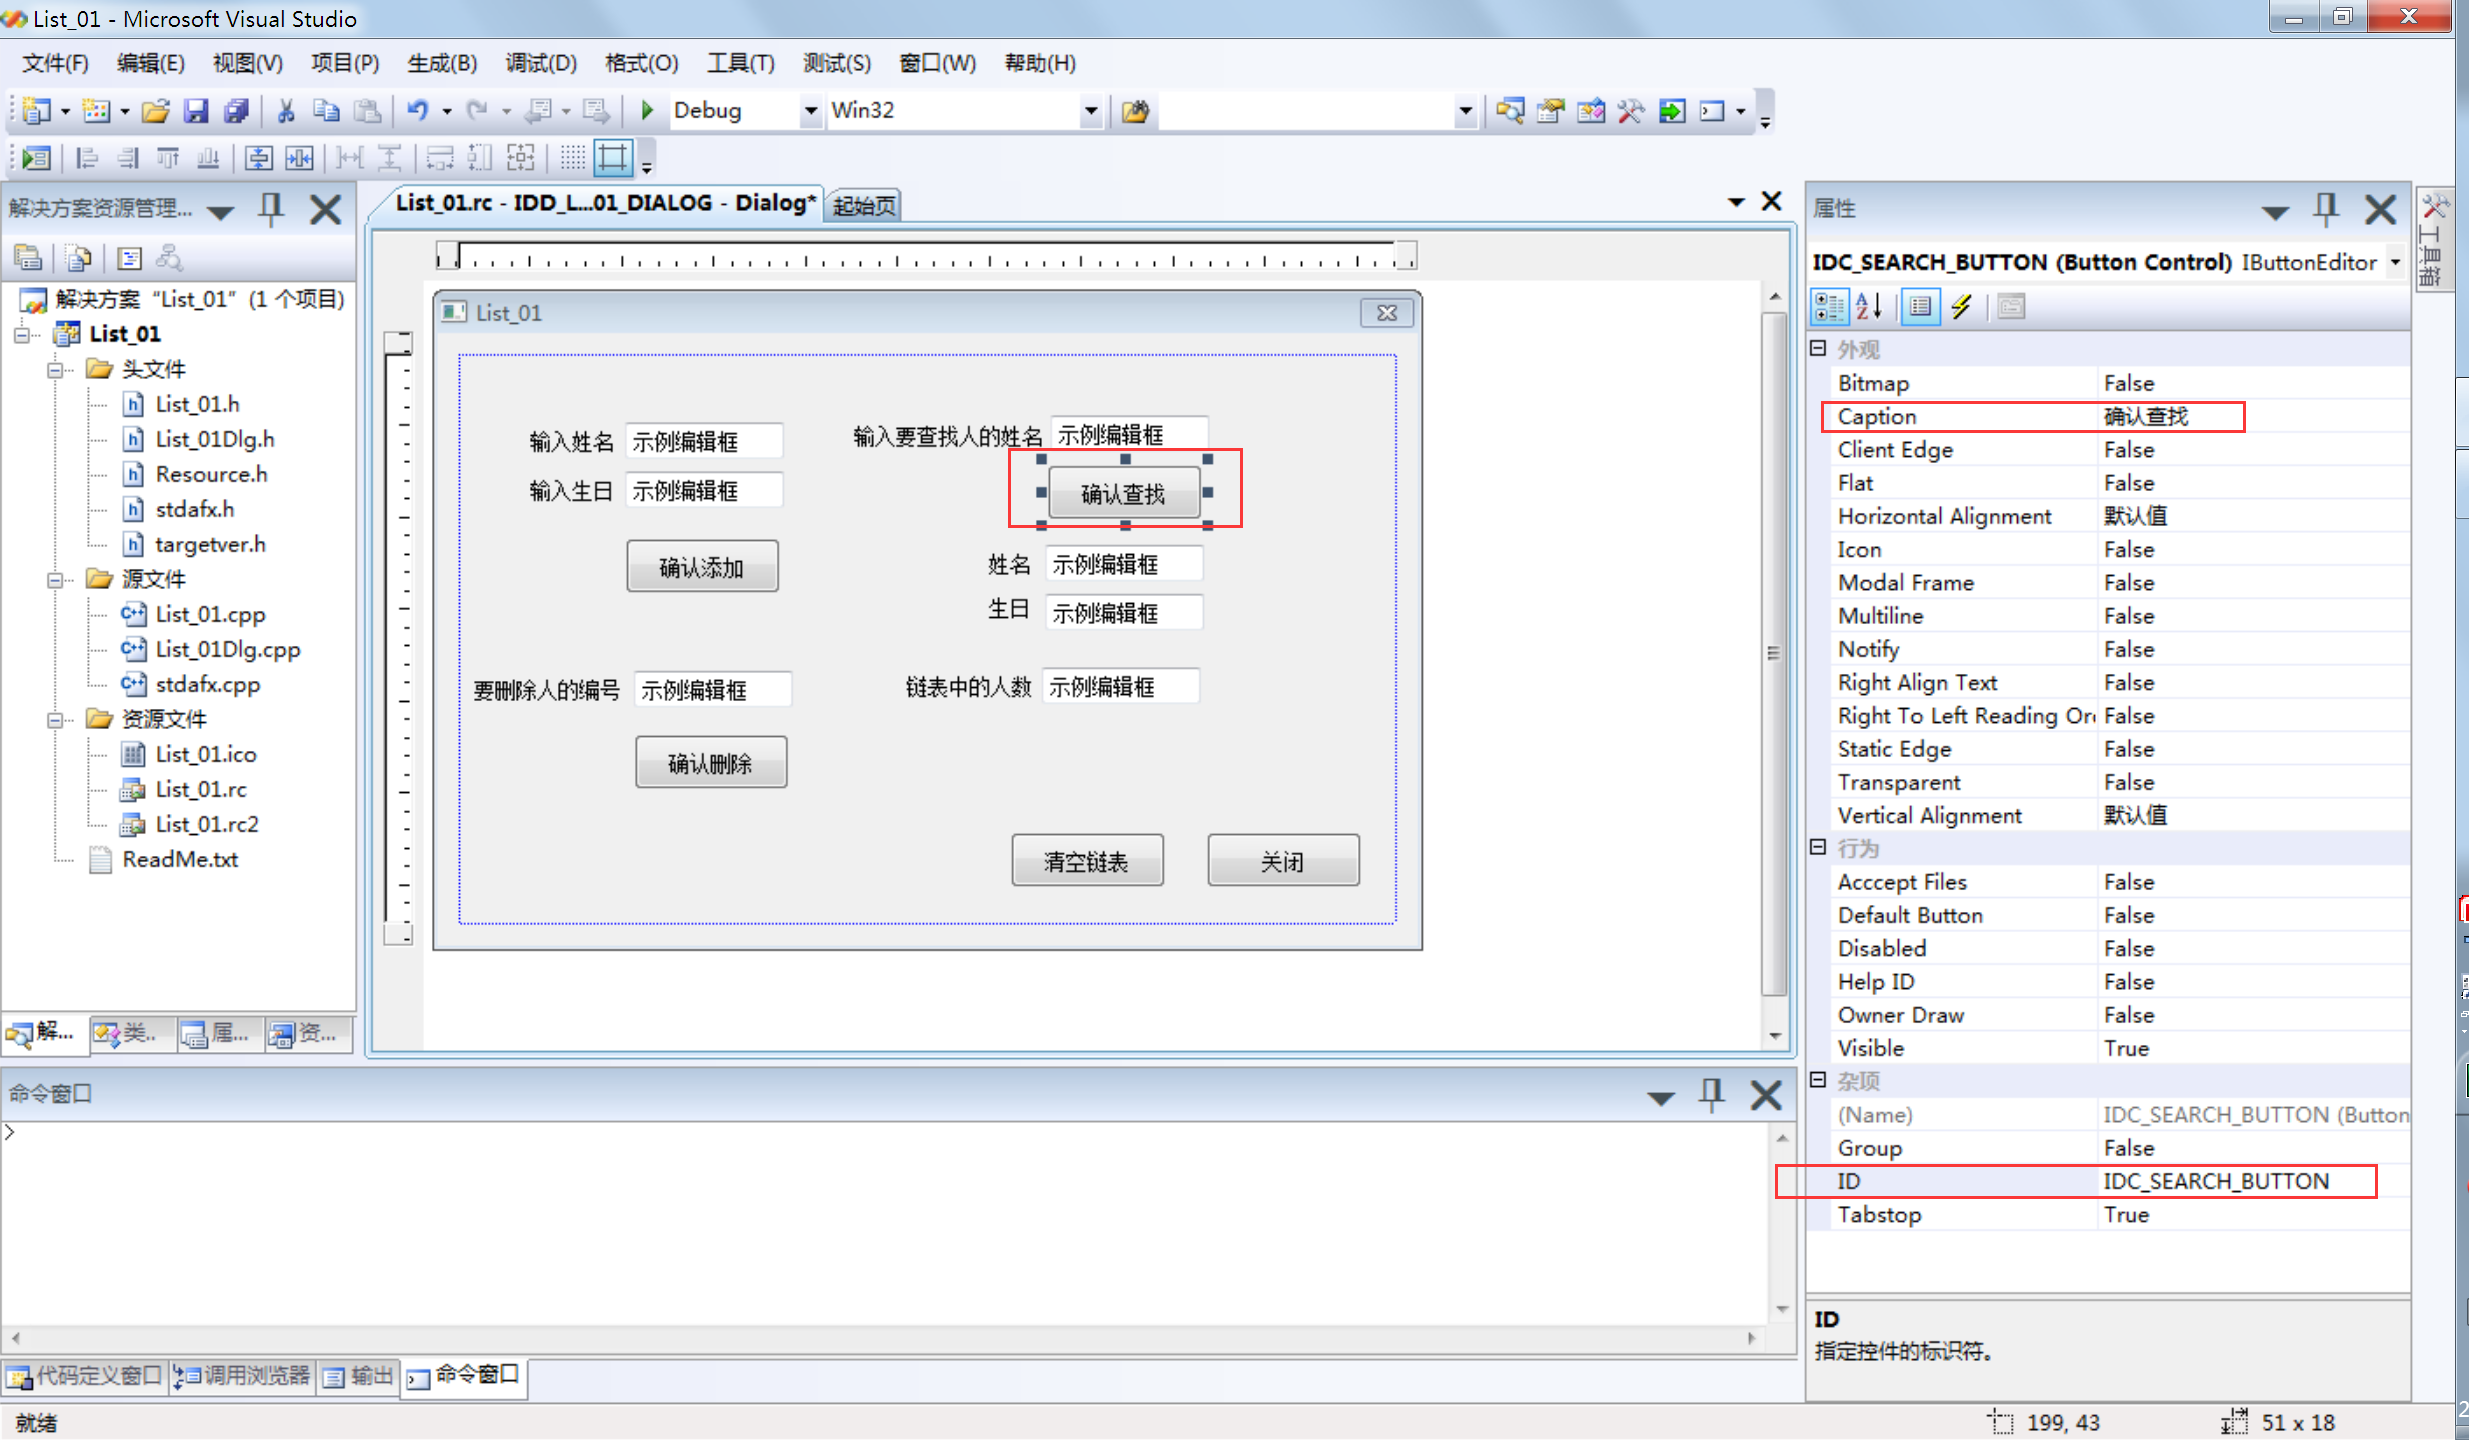 List_01 - Microsoft Visual Studio
文件(F) 编辑(E) 视图(V) 项目(P) 生成(B) 调试(D) 格式(O) 工具(T) 测试(S) 窗口(W) 帮助(H)
Debug Win32
解决方案资源管理...
解决方案 “List_01” (1 个项目)
List_01
头文件
List_01.h
List_01Dlg.h
Resource.h
stdafx.h
targetver.h
源文件
List_01.cpp
List_01Dlg.cpp
stdafx.cpp
资源文件
List_01.ico
List_01.rc
List_01.rc2
ReadMe.txt
解... 类.. 属... 资...
List_01.rc - IDD_L...01_DIALOG - Dialog* 起始页
List_01
输入姓名 示例编辑框
输入要查找人的姓名 示例编辑框
输入生日 示例编辑框
确认查找
确认添加
姓名 示例编辑框
生日 示例编辑框
要删除人的编号 示例编辑框
链表中的人数 示例编辑框
确认删除
清空链表 关闭
属性
IDC_SEARCH_BUTTON (Button Control) IButtonEditor
外观
Bitmap False
Caption 确认查找
Client Edge False
Flat False
Horizontal Alignment 默认值
Icon False
Modal Frame False
Multiline False
Notify False
Right Align Text False
Right To Left Reading Or False
Static Edge False
Transparent False
Vertical Alignment 默认值
行为
Acccept Files False
Default Button False
Disabled False
Help ID False
Owner Draw False
Visible True
杂项
(Name) IDC_SEARCH_BUTTON (Button
Group False
ID IDC_SEARCH_BUTTON
Tabstop True
ID
指定控件的标识符。
工具箱
命令窗口
>
代码定义窗口 调用浏览器 输出 命令窗口
就绪
199, 43 51 x 18